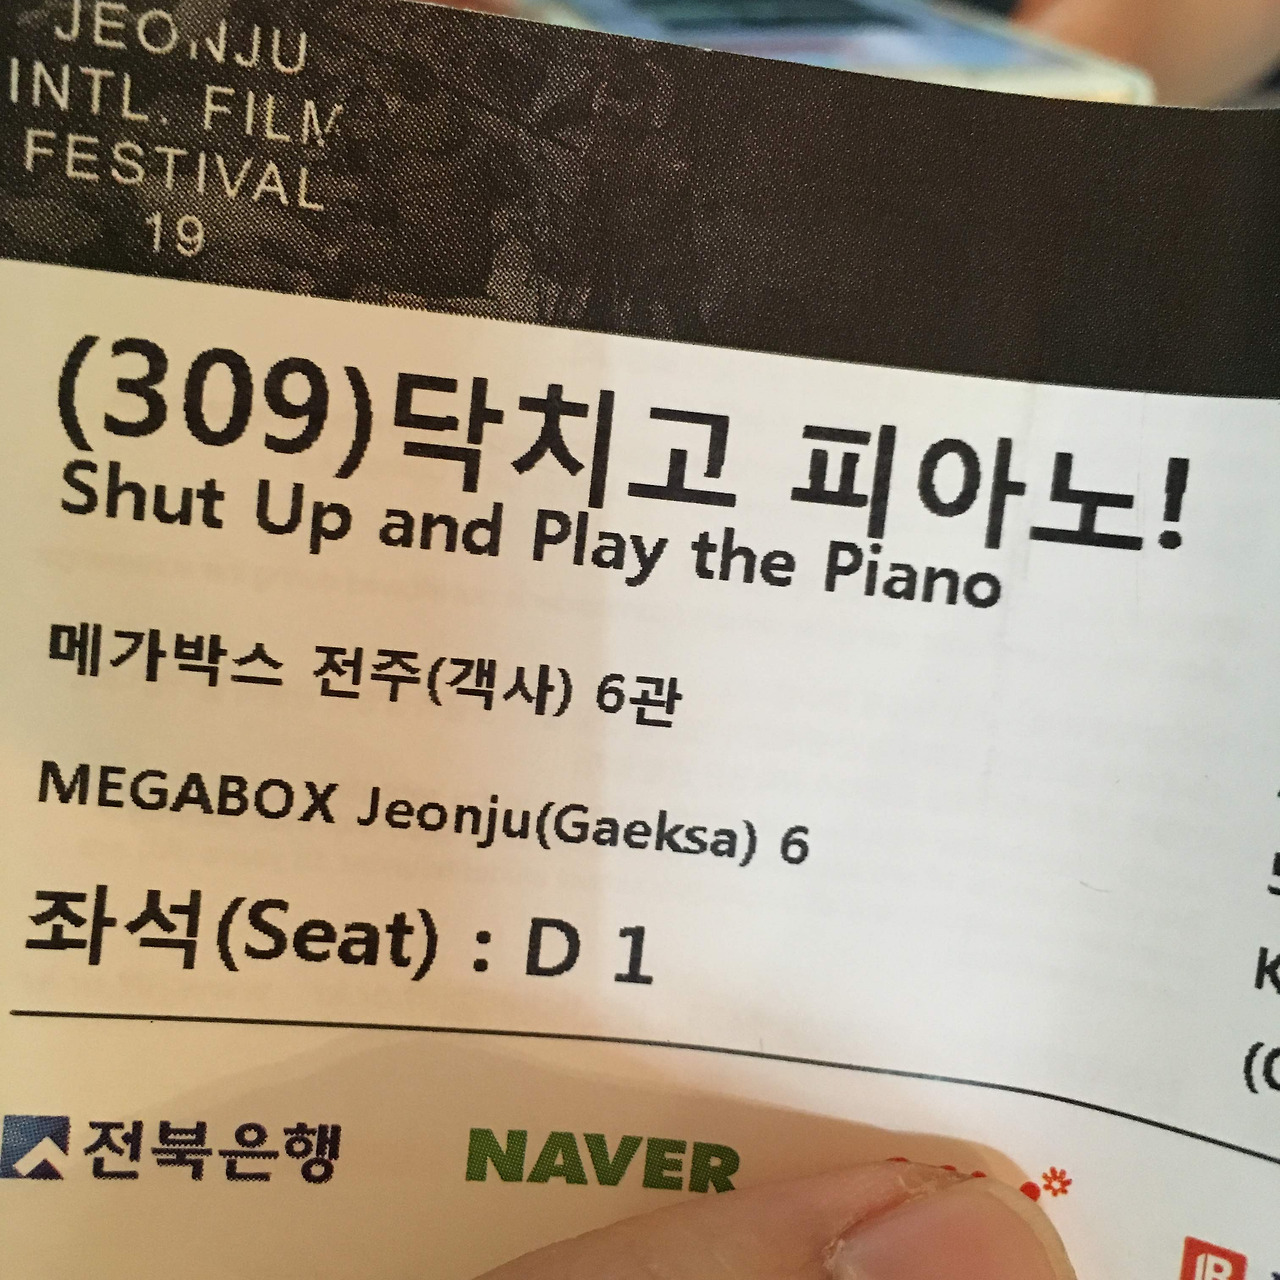 JEONJU
INTL. FILM
FESTIVAL
19
(309)닥치고 피아노!
Shut Up and Play the Piano
메가박스 전주(객사) 6관
MEGABOX Jeonju(Gaeksa) 6
좌석(Seat) : D 1
전북은행
NAVER